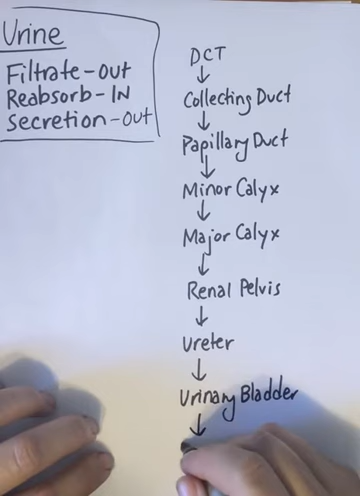 Urine
Filtrate-out
Reabsorb-IN
Secretion-out
DCT
↓
Collecting Duct
↓
Papillary Duct
↓
Minor Calyx
↓
Major Calyx
↓
Renal Pelvis
↓
Ureter
↓
Urinary Bladder
↓